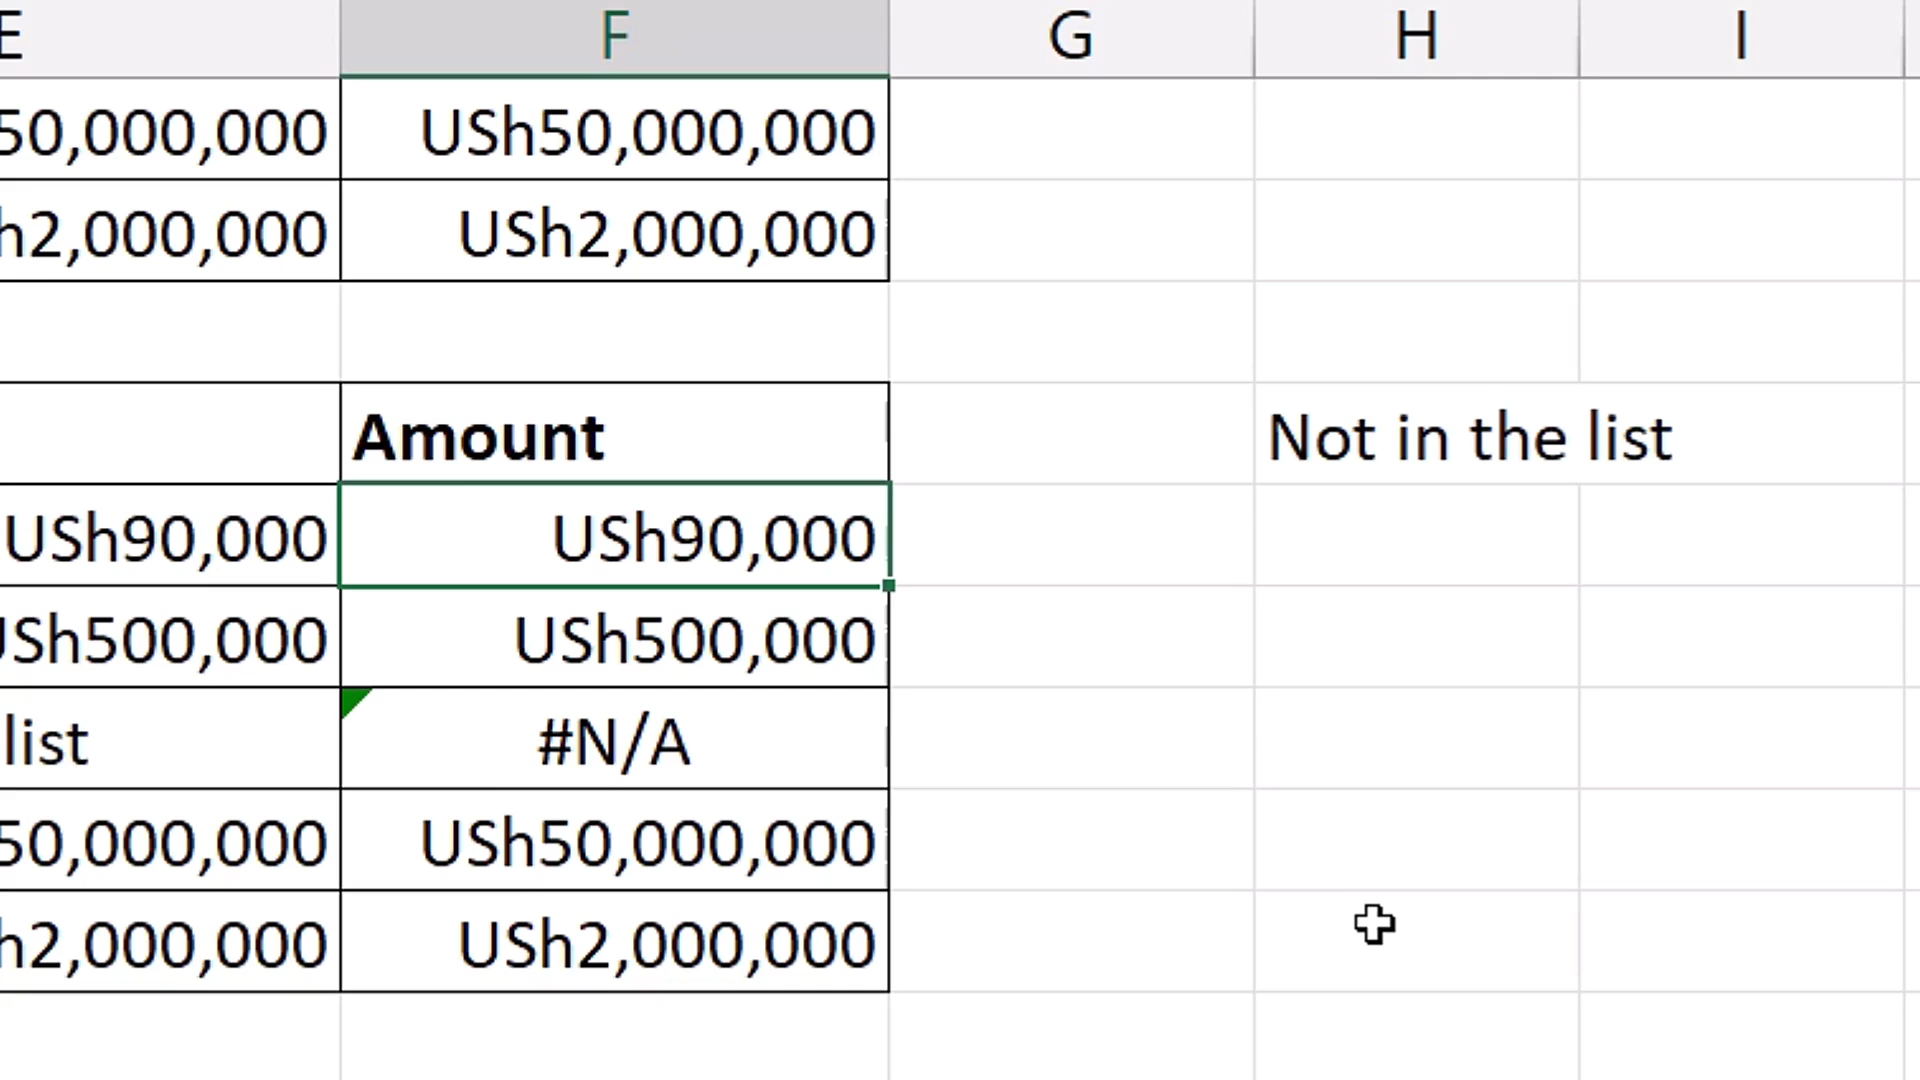 E F G H I
50,000,000 USh50,000,000
h2,000,000 USh2,000,000
Amount Not in the list
USh90,000 USh90,000
USh500,000 USh500,000
list #N/A
50,000,000 USh50,000,000
h2,000,000 USh2,000,000